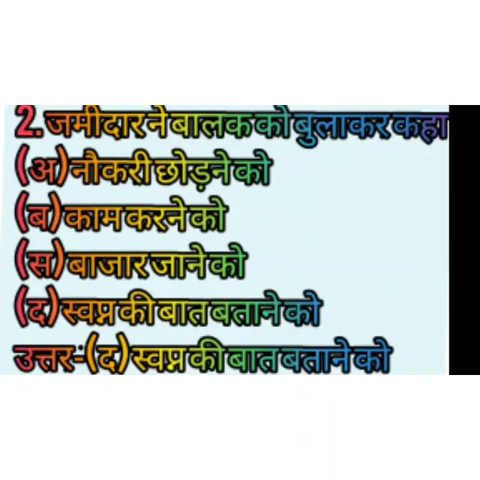 2. जमीदार ने बालक को बुलाकर कहा
(अ) नौकरी छोड़ने को
(ब) काम करने को
(स) बाजार जाने को
(द) स्वप्न की बात बताने को
उत्तर-(द) स्वप्न की बात बताने को